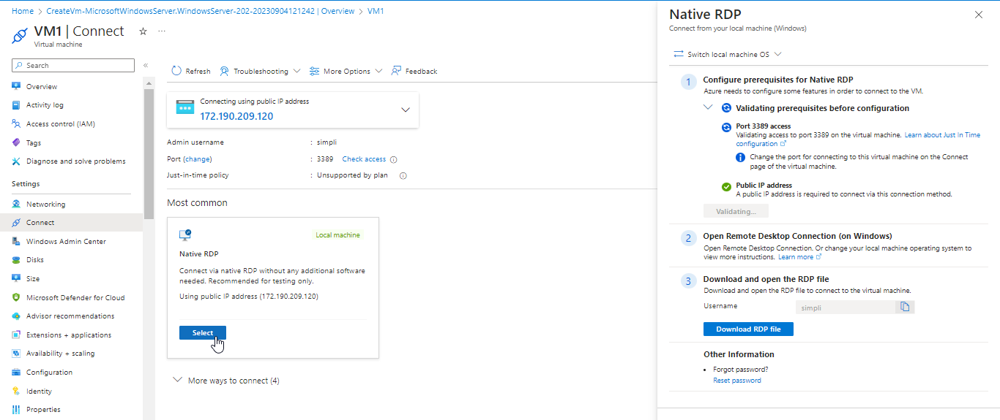 Home > CreateVm-MicrosoftWindowsServer.WindowsServer-202-20230904121242 | Overview > VM1
VM1 | Connect
Virtual machine
Search
Overview
Activity log
Access control (IAM)
Tags
Diagnose and solve problems
Settings
Networking
Connect
Windows Admin Center
Disks
Size
Microsoft Defender for Cloud
Advisor recommendations
Extensions + applications
Availability + scaling
Configuration
Identity
Properties
Refresh
Troubleshooting
More Options
Feedback
Connecting using public IP address
172.190.209.120
Admin username : simpli
Port (change) : 3389 Check access
Just-in-time policy : Unsupported by plan
Most common
Local machine
Native RDP
Connect via native RDP without any additional software
needed. Recommended for testing only.
Using public IP address (172.190.209.120)
Select
More ways to connect (4)
Native RDP
Connect from your local machine (Windows)
Switch local machine OS
1 Configure prerequisites for Native RDP
Azure needs to configure some features in order to connect to the VM.
Validating prerequisites before configuration
Port 3389 access
Validating access to port 3389 on the virtual machine. Learn about Just In Time
configuration
Change the port for connecting to this virtual machine on the Connect
page of the virtual machine.
Public IP address
A public IP address is required to connect via this connection method.
Validating...
2 Open Remote Desktop Connection (on Windows)
Open Remote Desktop Connection. Or change your local machine operating system to
view more instructions. Learn more
3 Download and open the RDP file
Download and open the RDP file to connect to the virtual machine.
Username simpli
Download RDP file
Other Information
• Forgot password?
Reset password